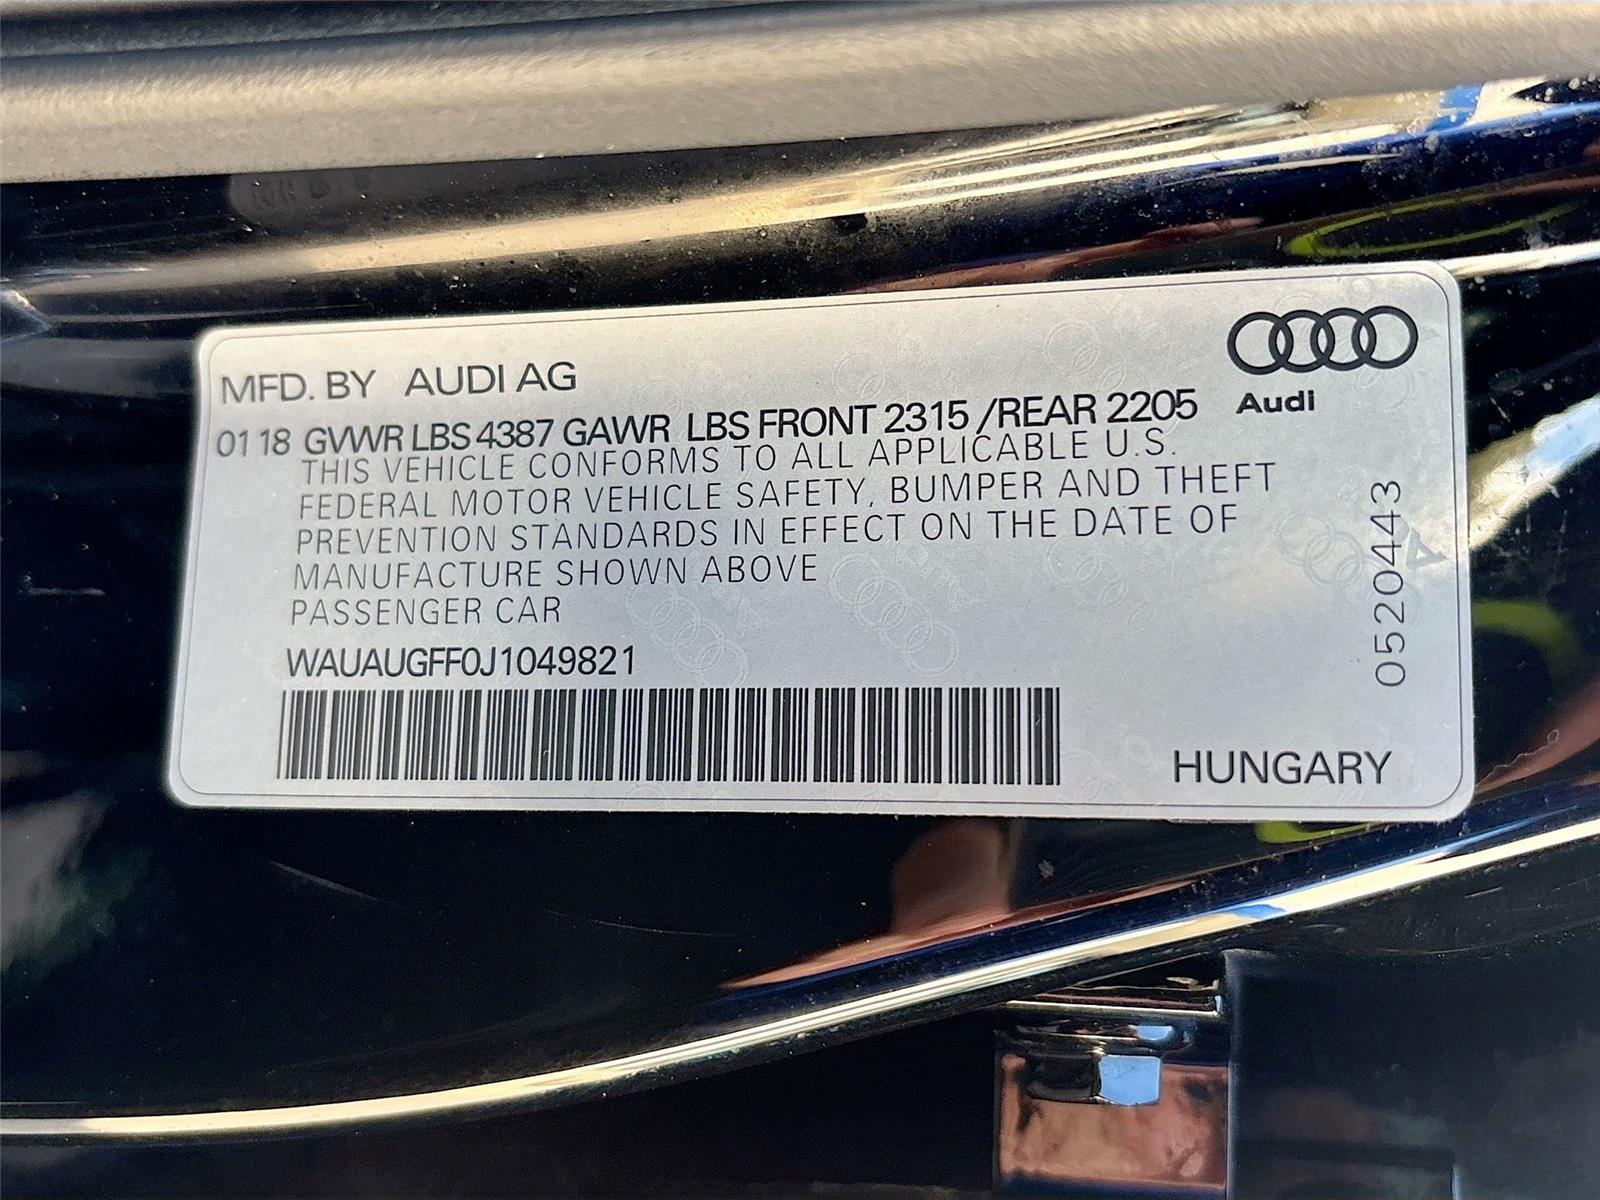 MFD. BY AUDI AG
01 18 GVWR LBS 4387 GAWR LBS FRONT 2315 /REAR 2205
THIS VEHICLE CONFORMS TO ALL APPLICABLE U.S.
FEDERAL MOTOR VEHICLE SAFETY, BUMPER AND THEFT
PREVENTION STANDARDS IN EFFECT ON THE DATE OF
MANUFACTURE SHOWN ABOVE
PASSENGER CAR
WAUAUGFF0J1049821
Audi
0520443
HUNGARY